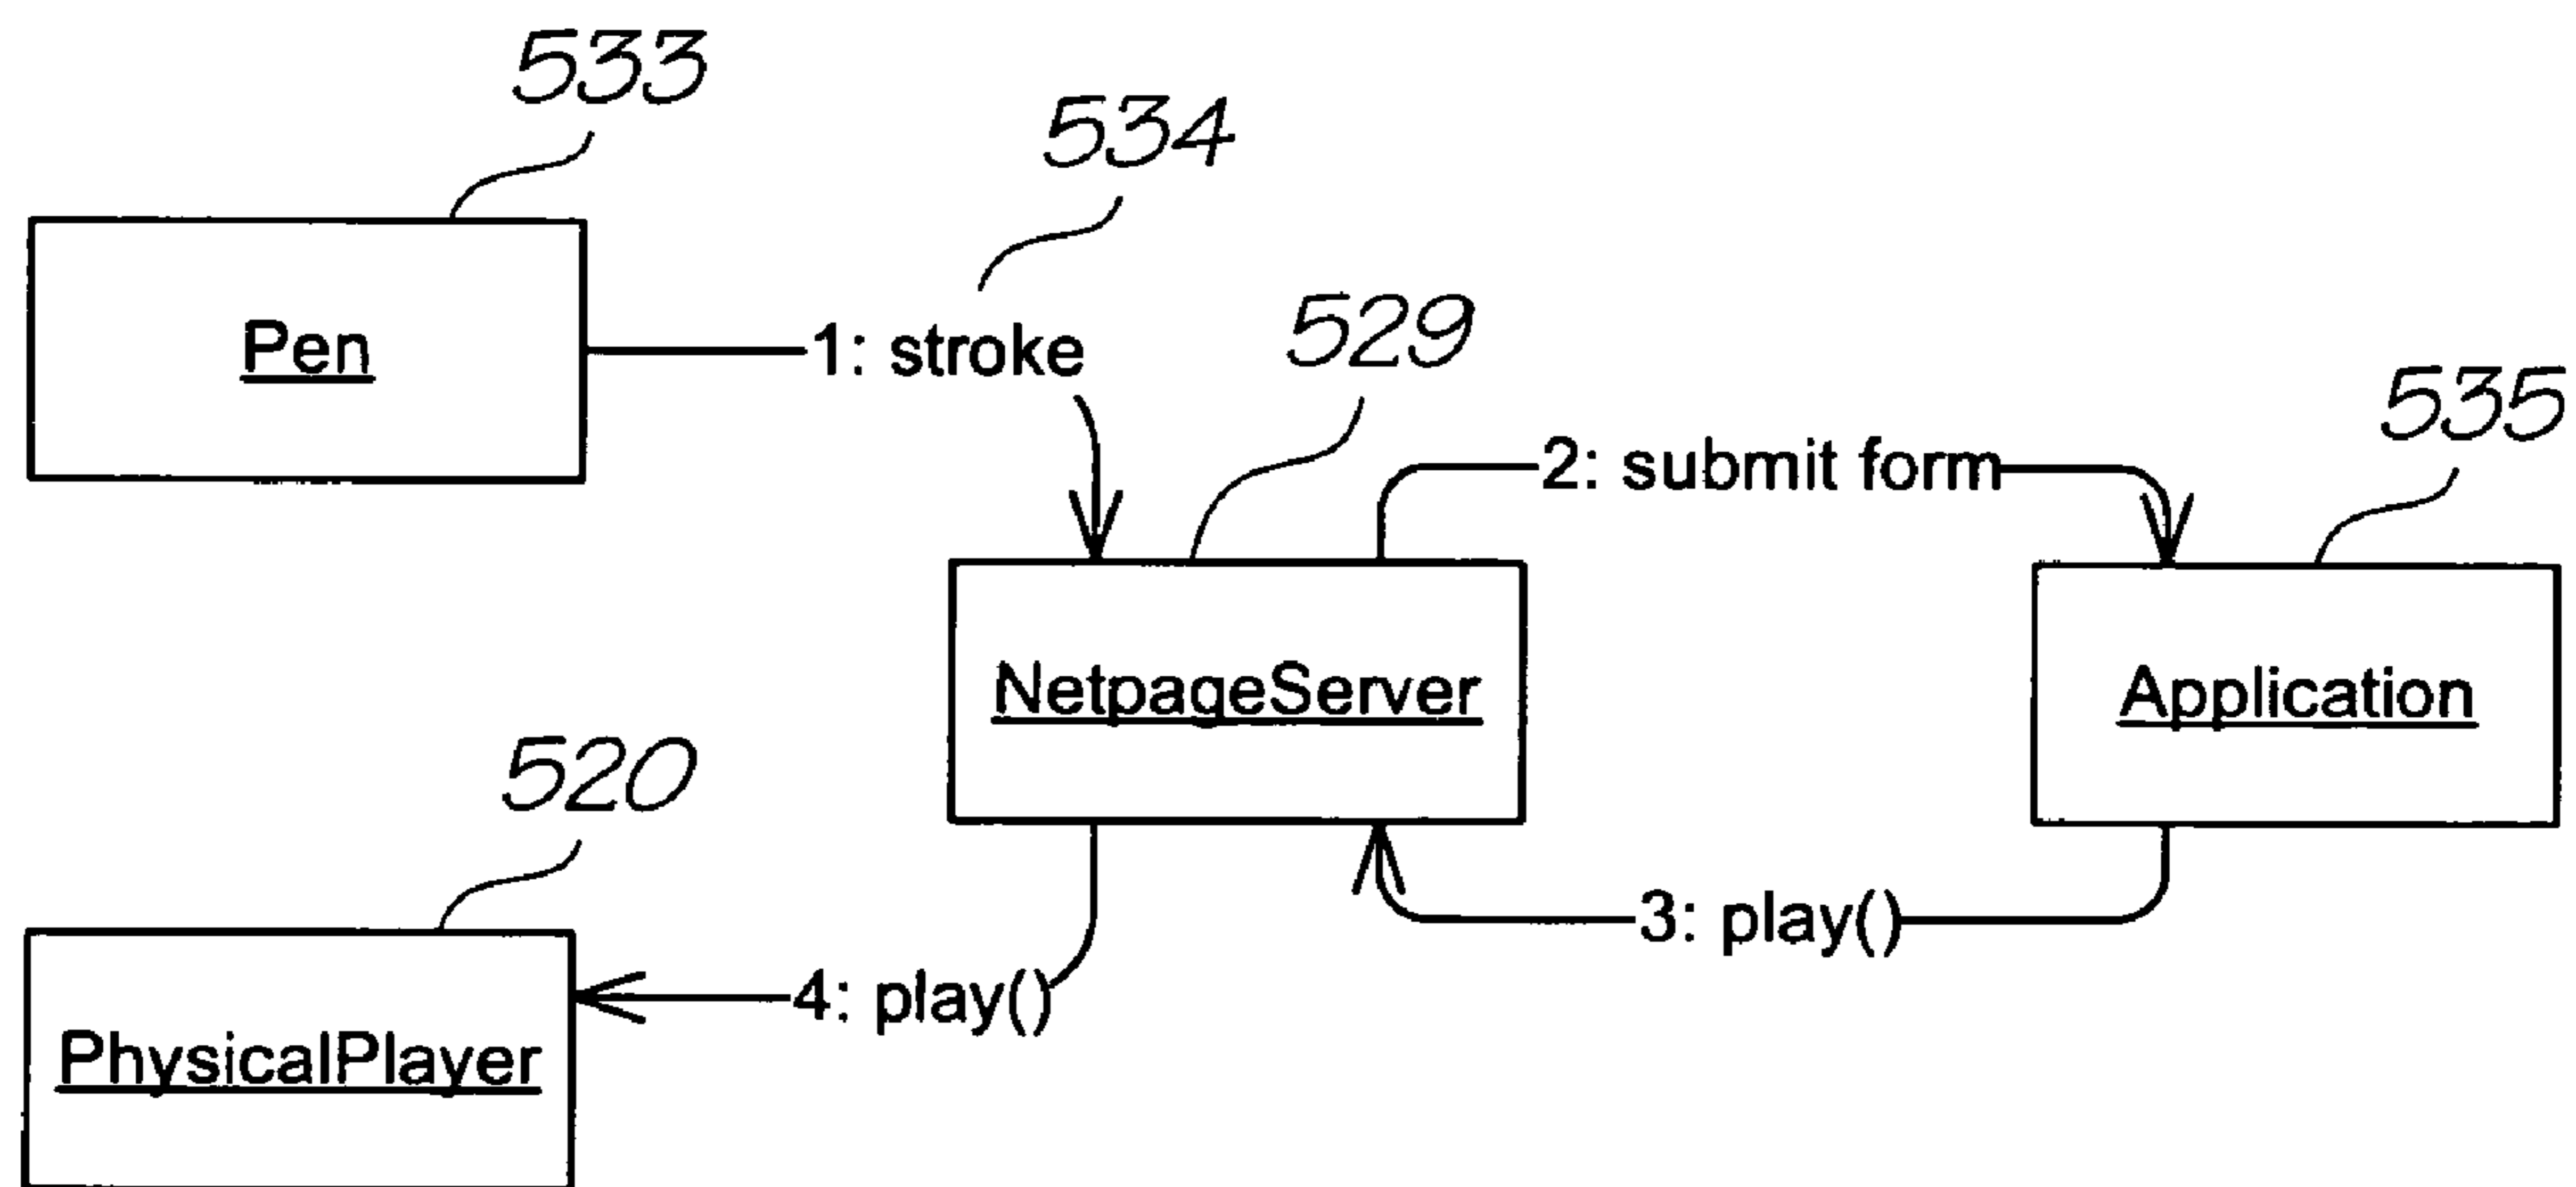 533
534
Pen
1: stroke
529
535
2: submit form
NetpageServer
Application
520
3: play()
4: play()
PhysicalPlayer